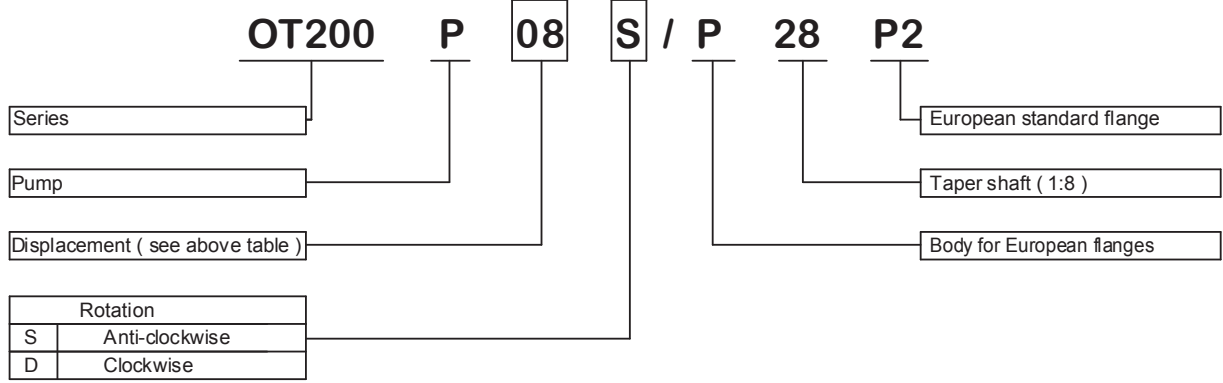 OT200 P 08 S / P 28 P2
Series
European standard flange
Pump
Taper shaft ( 1:8 )
Displacement ( see above table )
Body for European flanges
Rotation
S Anti-clockwise
D Clockwise